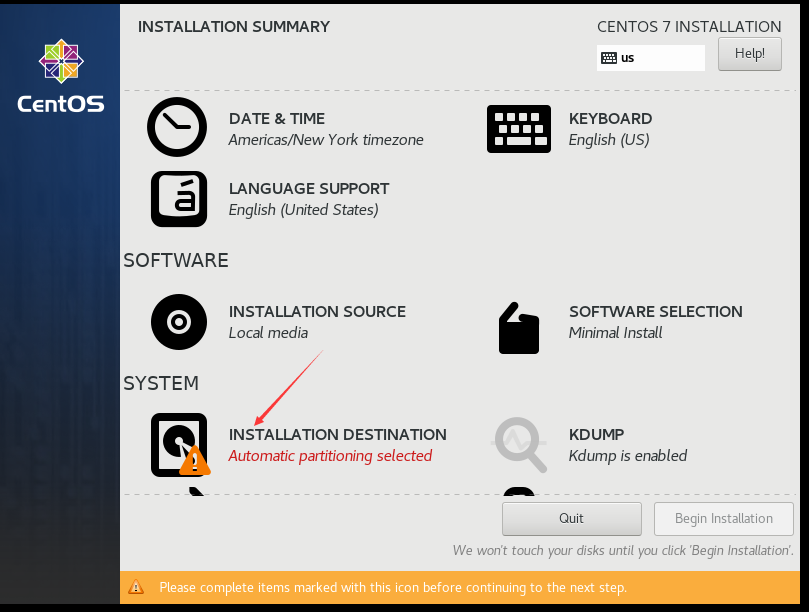 INSTALLATION SUMMARY
CENTOS 7 INSTALLATION
us
Help!
CentOS
DATE & TIME
Americas/New York timezone
KEYBOARD
English (US)
LANGUAGE SUPPORT
English (United States)
SOFTWARE
INSTALLATION SOURCE
Local media
SOFTWARE SELECTION
Minimal Install
SYSTEM
INSTALLATION DESTINATION
Automatic partitioning selected
KDUMP
Kdump is enabled
Quit
Begin Installation
We won't touch your disks until you click 'Begin Installation'.
Please complete items marked with this icon before continuing to the next step.